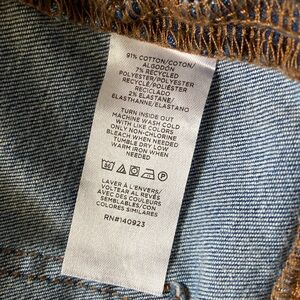 91% COTTON/COTON/
ALGODÓN
7% RECYCLED
POLYESTER/POLYESTER
RECYCLÉ/POLIÉSTER
RECICLADO
2% ELASTANE/
ÉLASTHANNE/ELASTANO
TURN INSIDE OUT
MACHINE WASH COLD
WITH LIKE COLORS
ONLY NON-CHLORINE
BLEACH WHEN NEEDED
TUMBLE DRY LOW
WARM IRON WHEN
NEEDED
LAVER À L'ENVERS/
VOLTEAR AL REVÉS
AVEC DES COULEURS
SEMBLABLES/CON
COLORES SIMILARES
RN#140923